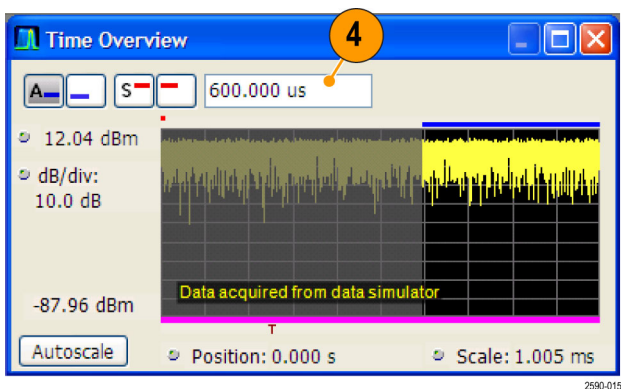 Time Overview
4
A
S
600.000 us
12.04 dBm
dB/div:
10.0 dB
Data acquired from data simulator
-87.96 dBm
T
Autoscale
Position: 0.000 s
Scale: 1.005 ms
2590-015